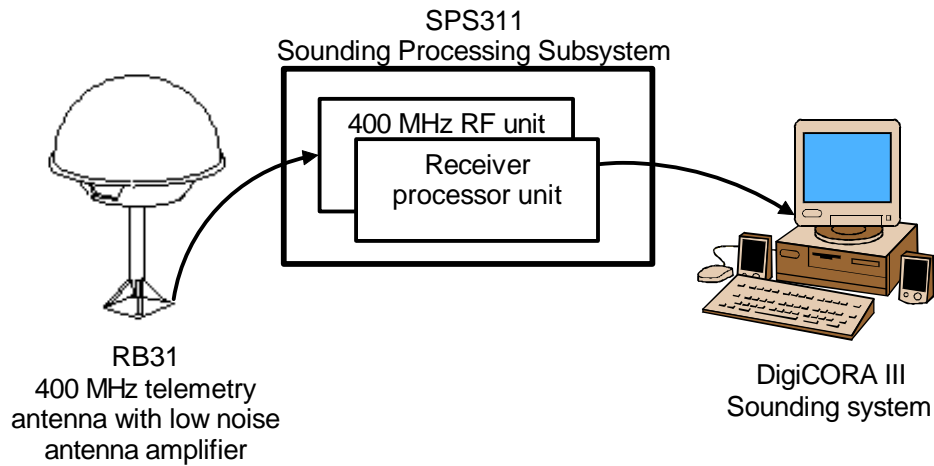 SPS311
Sounding Processing Subsystem
400 MHz RF unit
Receiver
processor unit
RB31
400 MHz telemetry
antenna with low noise
antenna amplifier
DigiCORA III
Sounding system